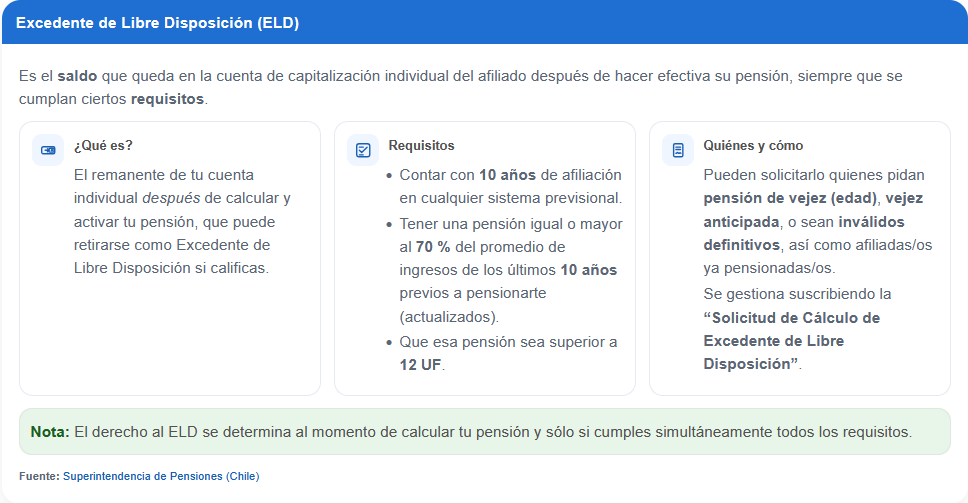 Excedente de Libre Disposición (ELD)
Es el saldo que queda en la cuenta de capitalización individual del afiliado después de hacer efectiva su pensión, siempre que se
cumplan ciertos requisitos.
¿Qué es?
El remanente de tu cuenta
individual después de calcular y
activar tu pensión, que puede
retirarse como Excedente de
Libre Disposición si calificas.
Requisitos
• Contar con 10 años de afiliación
en cualquier sistema previsional.
• Tener una pensión igual o mayor
al 70 % del promedio de
ingresos de los últimos 10 años
previos a pensionarte
(actualizados).
• Que esa pensión sea superior a
12 UF.
Quiénes y cómo
Pueden solicitarlo quienes pidan
pensión de vejez (edad), vejez
anticipada, o sean inválidos
definitivos, así como afiliadas/os
ya pensionadas/os.
Se gestiona suscribiendo la
“Solicitud de Cálculo de
Excedente de Libre
Disposición”.
Nota: El derecho al ELD se determina al momento de calcular tu pensión y sólo si cumples simultáneamente todos los requisitos.
Fuente: Superintendencia de Pensiones (Chile)